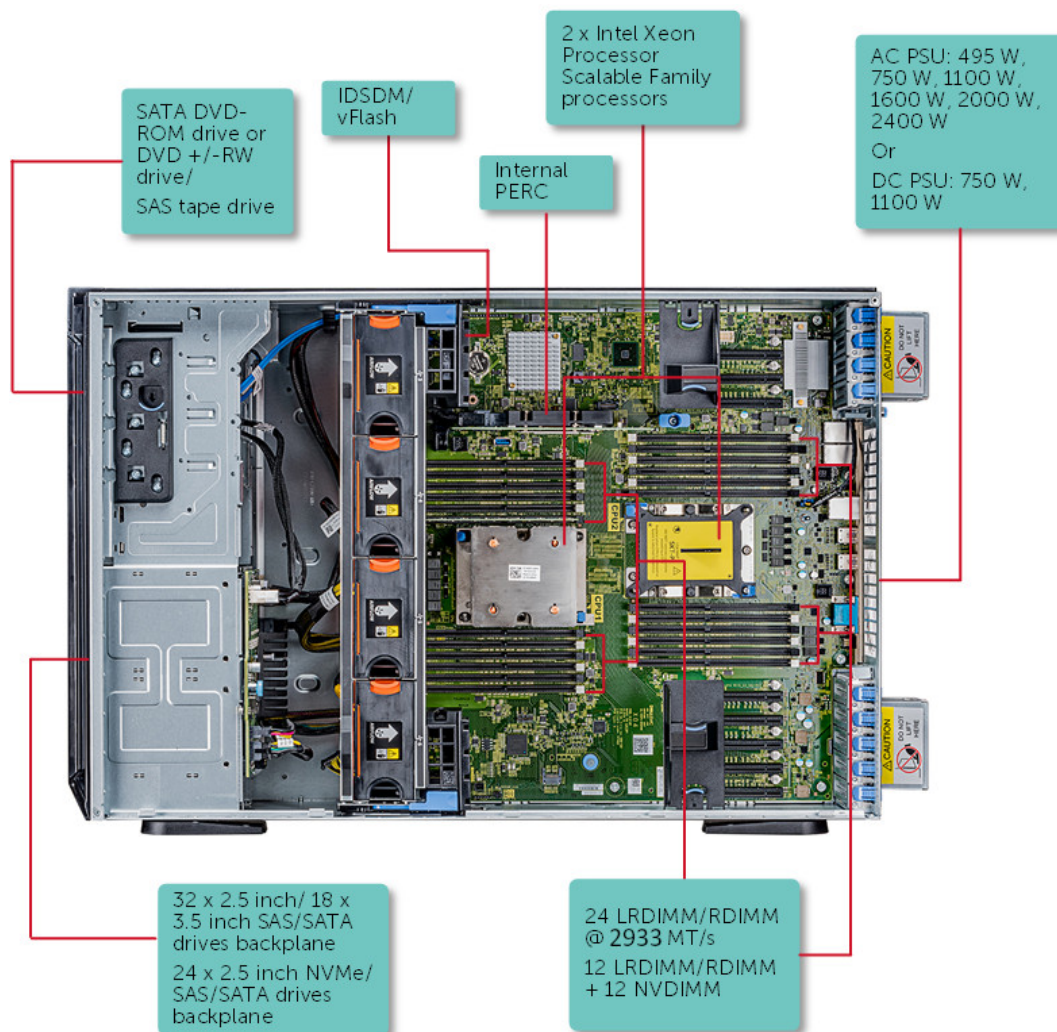 2 x Intel Xeon
Processor
Scalable Family
processors
AC PSU: 495 W,
750 W, 1100 W,
1600 W, 2000 W,
2400 W
Or
DC PSU: 750 W,
1100 W
SATA DVD-
ROM drive or
DVD +/-RW
drive/
SAS tape drive
IDSDM/
vFlash
Internal
PERC
CAUTION
DO NOT
LIFT
HERE
CPU2
CPU1
CAUTION
DO NOT
LIFT
HERE
32 x 2.5 inch/ 18 x
3.5 inch SAS/SATA
drives backplane
24 x 2.5 inch NVMe/
SAS/SATA drives
backplane
24 LRDIMM/RDIMM
@ 2933 MT/s
12 LRDIMM/RDIMM
+ 12 NVDIMM